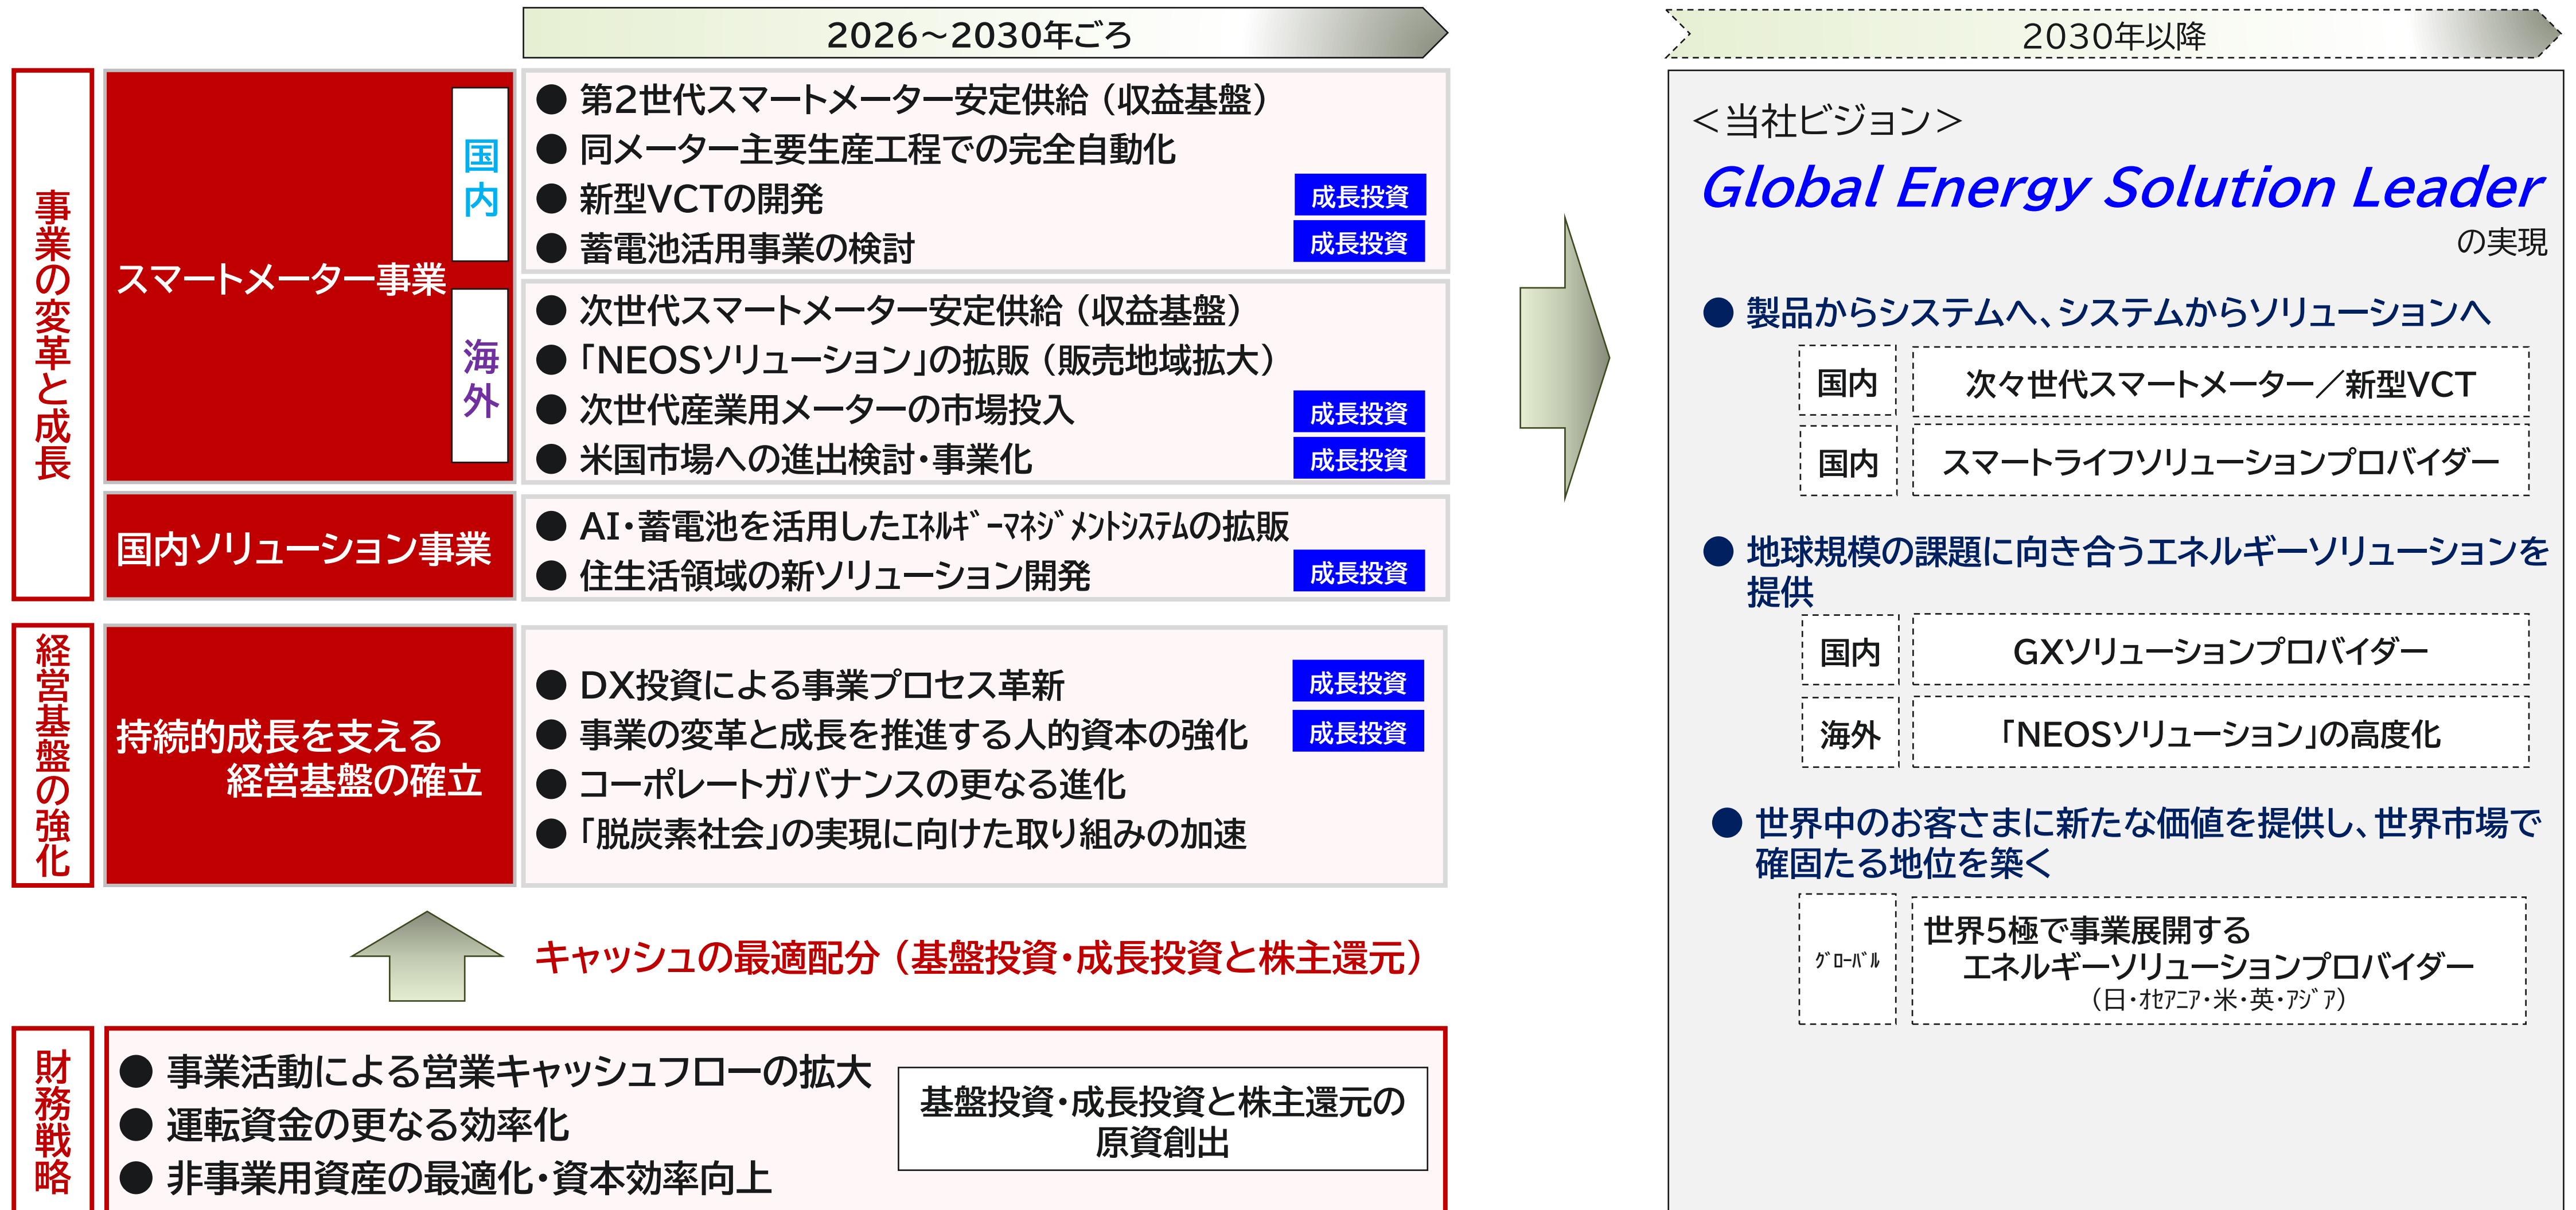 2026～2030年ごろ
事業の変革と成長
スマートメーター事業
国内
● 第2世代スマートメーター安定供給（収益基盤）
● 同メーター主要生産工程での完全自動化
● 新型VCTの開発 成長投資
● 蓄電池活用事業の検討 成長投資
海外
● 次世代スマートメーター安定供給（収益基盤）
● 「NEOSソリューション」の拡販（販売地域拡大）
● 次世代産業用メーターの市場投入 成長投資
● 米国市場への進出検討・事業化 成長投資
国内ソリューション事業
● AI・蓄電池を活用したｴﾈﾙｷﾞｰﾏﾈｼﾞﾒﾝﾄｼｽﾃﾑの拡販
● 住生活領域の新ソリューション開発 成長投資
経営基盤の強化
持続的成長を支える
経営基盤の確立
● DX投資による事業プロセス革新 成長投資
● 事業の変革と成長を推進する人的資本の強化 成長投資
● コーポレートガバナンスの更なる進化
● 「脱炭素社会」の実現に向けた取り組みの加速
キャッシュの最適配分（基盤投資・成長投資と株主還元）
財務戦略
● 事業活動による営業キャッシュフローの拡大
● 運転資金の更なる効率化
● 非事業用資産の最適化・資本効率向上
基盤投資・成長投資と株主還元の
原資創出
2030年以降
＜当社ビジョン＞
Global Energy Solution Leader
の実現
● 製品からシステムへ、システムからソリューションへ
国内 次々世代スマートメーター／新型VCT
国内 スマートライフソリューションプロバイダー
● 地球規模の課題に向き合うエネルギーソリューションを
提供
国内 GXソリューションプロバイダー
海外 「NEOSソリューション」の高度化
● 世界中のお客さまに新たな価値を提供し、世界市場で
確固たる地位を築く
ｸﾞﾛｰﾊﾞﾙ
世界5極で事業展開する
エネルギーソリューションプロバイダー
（日・ｵｾｱﾆｱ・米・英・ｱｼﾞｱ）